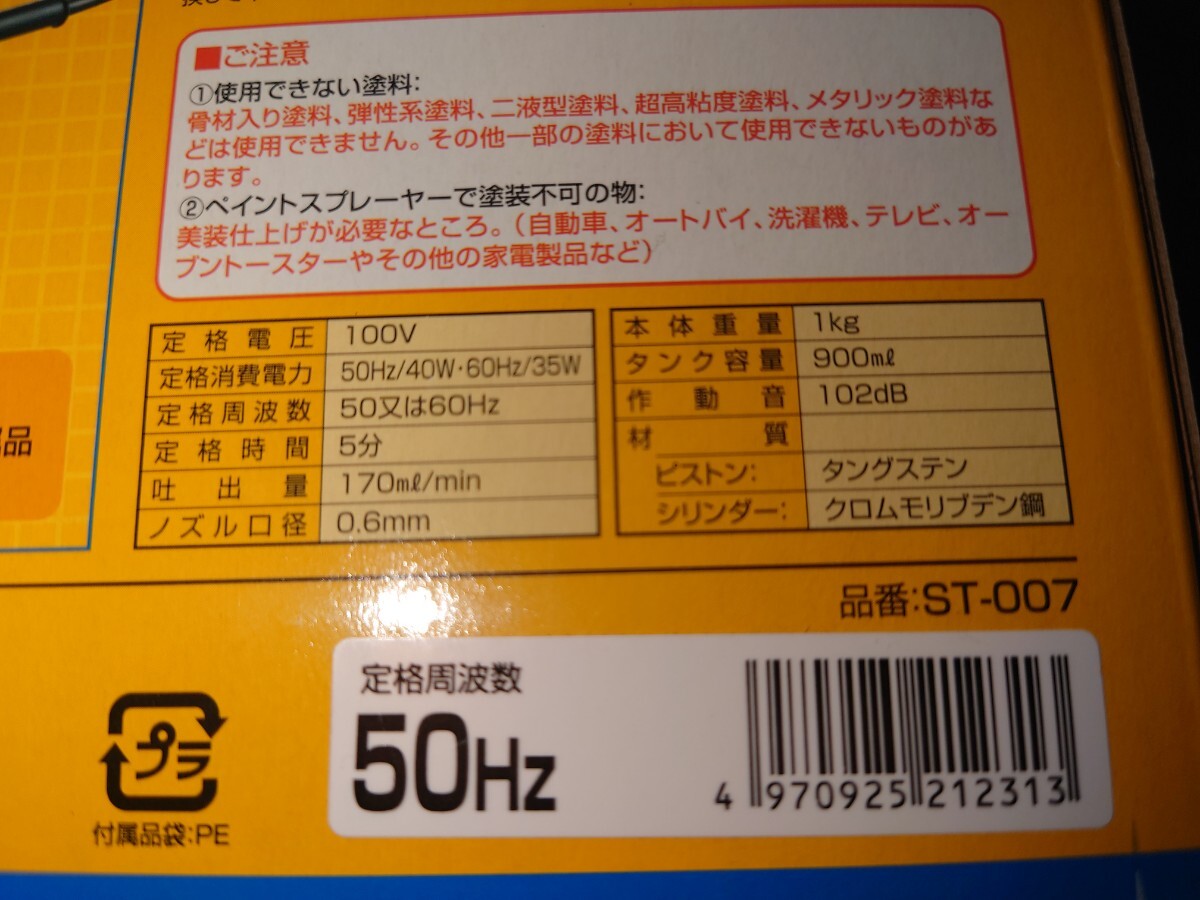 ■ご注意
①使用できない塗料:
骨材入り塗料、弾性系塗料、二液型塗料、超高粘度塗料、メタリック塗料な
どは使用できません。その他一部の塗料において使用できないものがあ
ります。
②ペイントスプレーヤーで塗装不可の物:
美装仕上げが必要なところ。(自動車、オートバイ、洗濯機、テレビ、オー
ブントースターやその他の家電製品など)
定格電圧 100V
定格消費電力 50Hz/40W・60Hz/35W
定格周波数 50又は60Hz
定格時間 5分
吐出量 170mℓ/min
ノズル口径 0.6mm
本体重量 1kg
タンク容量 900mℓ
作動音 102dB
材質
ピストン: タングステン
シリンダー: クロムモリブデン鋼
品番:ST-007
定格周波数
50Hz
4 970925 212313
プラ
付属品袋:PE
品